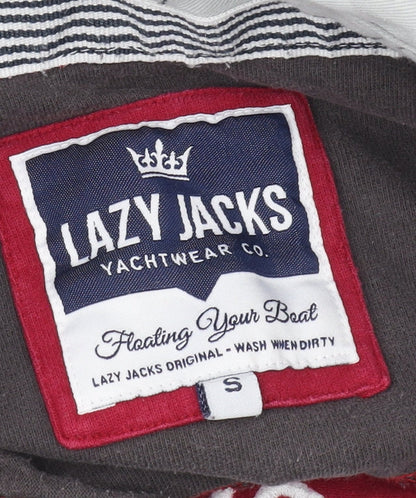 LAZY JACKS
YACHTWEAR CO.
Floating Your Boat
LAZY JACKS ORIGINAL - WASH WHEN DIRTY
S